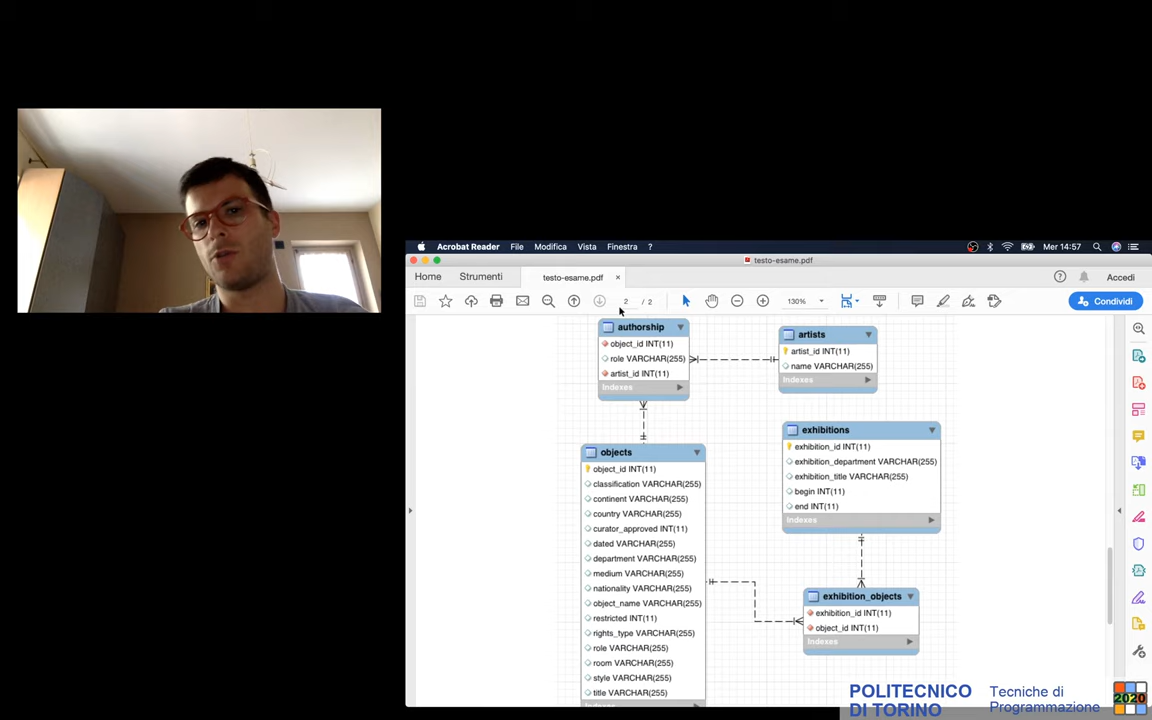 Acrobat Reader File Modifica Vista Finestra ? Mer 14:57
testo-esame.pdf
Home Strumenti testo-esame.pdf × ? Accedi
2 / 2 130% Condividi
authorship
object_id INT(11)
role VARCHAR(255)
artist_id INT(11)
Indexes
artists
artist_id INT(11)
name VARCHAR(255)
Indexes
exhibitions
exhibition_id INT(11)
exhibition_department VARCHAR(255)
exhibition_title VARCHAR(255)
begin INT(11)
end INT(11)
Indexes
objects
object_id INT(11)
classification VARCHAR(255)
continent VARCHAR(255)
country VARCHAR(255)
curator_approved INT(11)
dated VARCHAR(255)
department VARCHAR(255)
medium VARCHAR(255)
nationality VARCHAR(255)
object_name VARCHAR(255)
restricted INT(11)
rights_type VARCHAR(255)
role VARCHAR(255)
room VARCHAR(255)
style VARCHAR(255)
title VARCHAR(255)
Indexes
exhibition_objects
exhibition_id INT(11)
object_id INT(11)
Indexes
POLITECNICO
DI TORINO
Tecniche di
Programmazione
2020